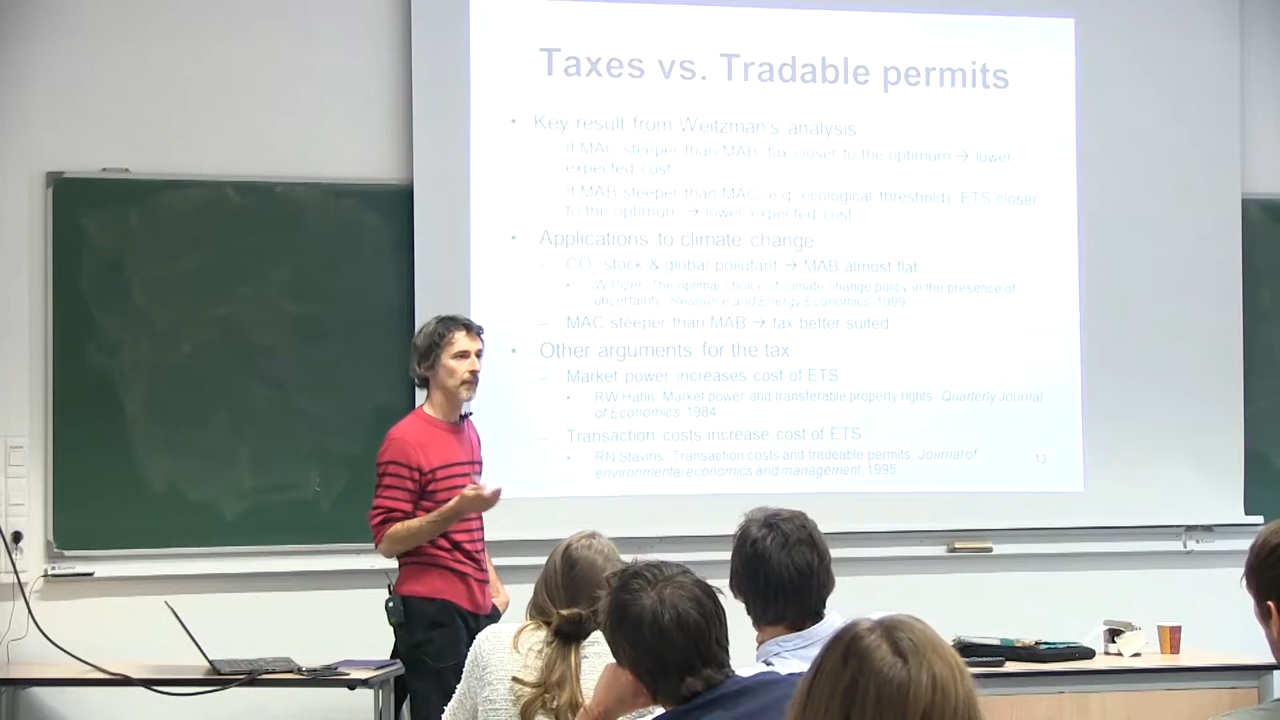 Taxes vs. Tradable permits
• Key result from Weitzman's analysis
If MAC steeper than MAB, tax closer to the optimum → lower
expected cost
If MAB steeper than MAC (e.g. ecological threshold), ETS closer
to the optimum → lower expected cost
• Applications to climate change
– CO2 stock & global pollutant → MAB almost flat
• W Pizer, The optimal choice of climate change policy in the presence of
uncertainty, Resource and Energy Economics, 1999
– MAC steeper than MAB → tax better suited
• Other arguments for the tax
– Market power increases cost of ETS
• RW Hahn, Market power and transferable property rights, Quarterly Journal
of Economics, 1984
– Transaction costs increase cost of ETS
• RN Stavins, Transaction costs and tradeable permits, Journal of
environmental economics and management, 1995
13